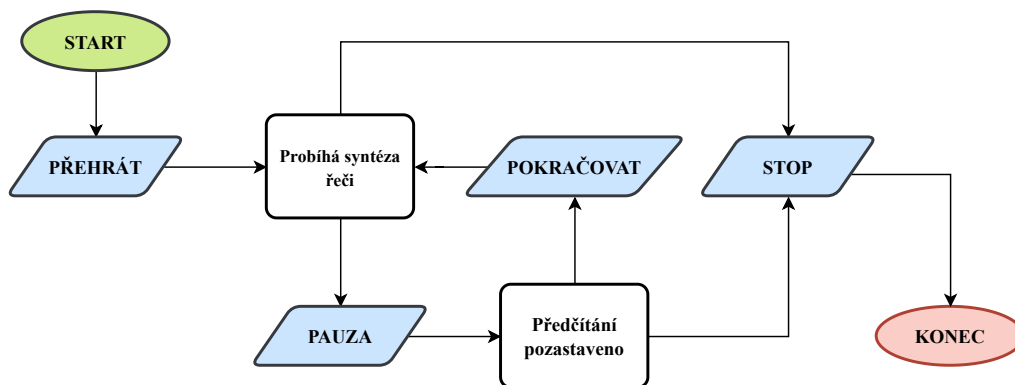 START
PŘEHRÁT
Probíhá syntéza
řeči
POKRAČOVAT
STOP
PAUZA
Předčítání
pozastaveno
KONEC